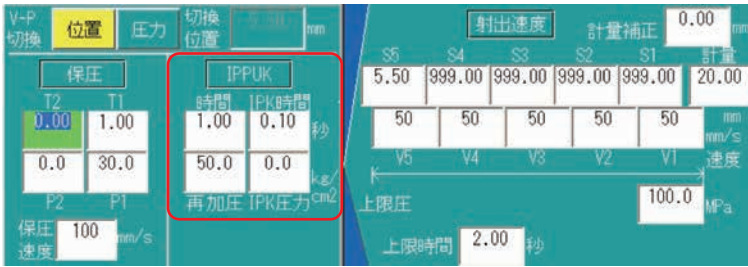 V-P
切換
位置
圧力
切換
位置
mm
保圧
T2 T1
0.00 1.00
0.0 30.0
P2 P1
保圧
速度
100
mm/s
IPPUK
時間 IPK時間
1.00 0.10
秒
50.0 0.0
kg/
cm2
再加圧 IPK圧力
射出速度
計量補正
0.00
mm
S5 S4 S3 S2 S1 計量
5.50 999.00 999.00 999.00 999.00 20.00
50 50 50 50 50
mm
mm/s
V5 V4 V3 V2 V1 速度
上限圧
100.0
MPa
上限時間
2.00
秒